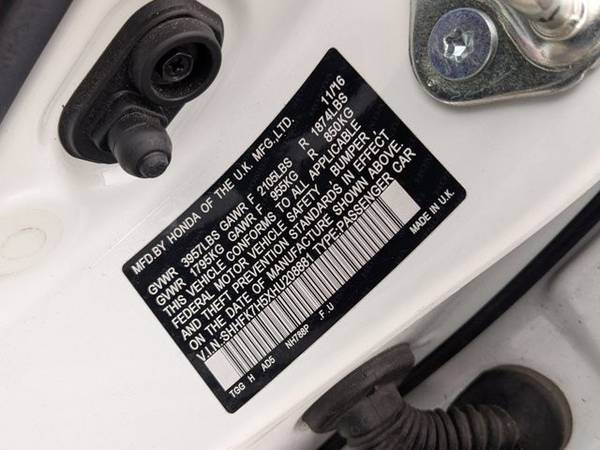 MFD.BY HONDA OF THE U.K. MFG.,LTD. 11/16
GVWR 3957LBS GAWR F 2105LBS R 1874LBS
GVWR 1795KG GAWR F 955KG R 850KG
THIS VEHICLE CONFORMS TO ALL APPLICABLE
FEDERAL MOTOR VEHICLE SAFETY, BUMPER,
AND THEFT PREVENTION STANDARDS IN EFFECT
ON THE DATE OF MANUFACTURE SHOWN ABOVE.
V.I.N.:SHHFK7H5XHU208881 TYPE:PASSENGER CAR
TGG H AD5 NH788P .F.U MADE IN U.K.